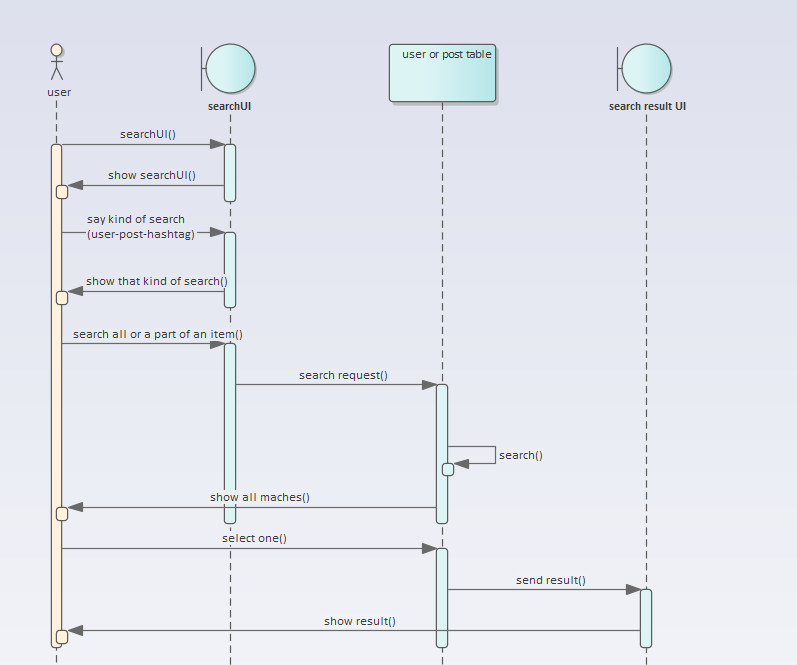 user or post table
user
searchUI
search result UI
searchUI()
show searchUI()
say kind of search
(user-post-hashtag)
show that kind of search()
search all or a part of an item()
search request()
search()
show all maches()
select one()
send result()
show result()